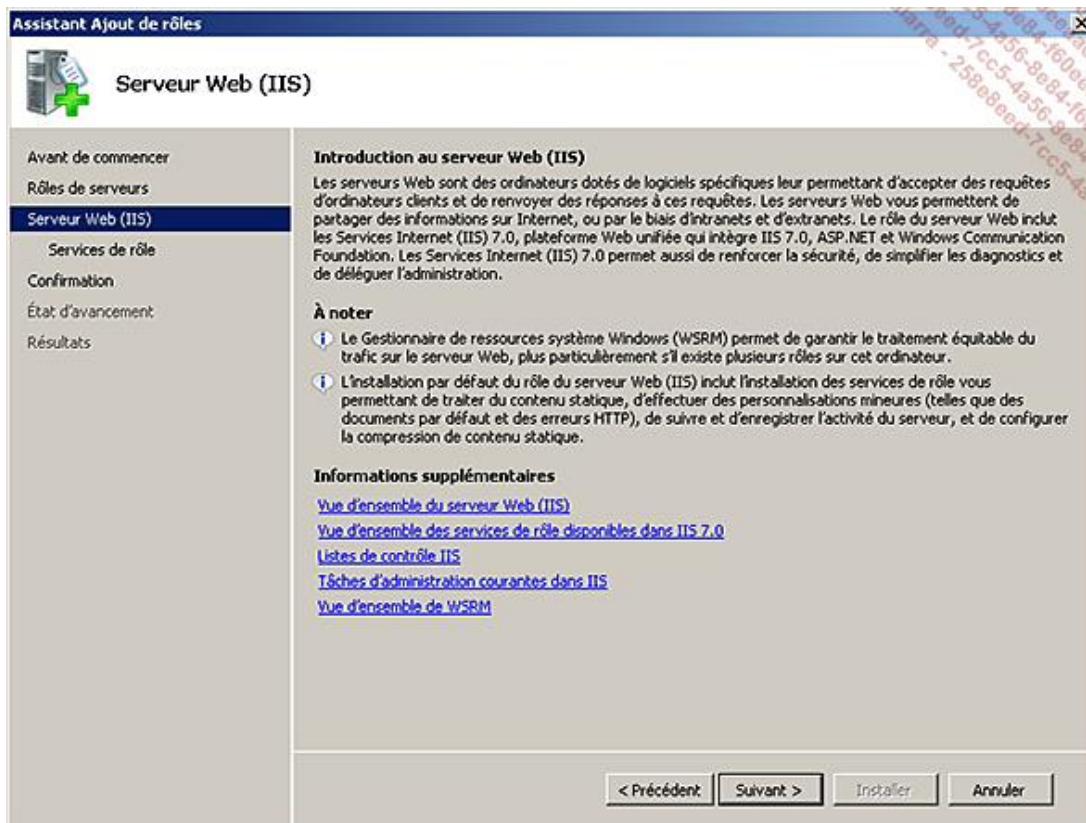 Assistant Ajout de rôles
Serveur Web (IIS)
Avant de commencer
Rôles de serveurs
Serveur Web (IIS)
Services de rôle
Confirmation
État d'avancement
Résultats
Introduction au serveur Web (IIS)
Les serveurs Web sont des ordinateurs dotés de logiciels spécifiques leur permettant d'accepter des requêtes
d'ordinateurs clients et de renvoyer des réponses à ces requêtes. Les serveurs Web vous permettent de
partager des informations sur Internet, ou par le biais d'intranets et d'extranets. Le rôle du serveur Web inclut
les Services Internet (IIS) 7.0, plateforme Web unifiée qui intègre IIS 7.0, ASP.NET et Windows Communication
Foundation. Les Services Internet (IIS) 7.0 permet aussi de renforcer la sécurité, de simplifier les diagnostics et
de déléguer l'administration.
À noter
Le Gestionnaire de ressources système Windows (WSRM) permet de garantir le traitement équitable du
trafic sur le serveur Web, plus particulièrement s'il existe plusieurs rôles sur cet ordinateur.
L'installation par défaut du rôle du serveur Web (IIS) inclut l'installation des services de rôle vous
permettant de traiter du contenu statique, d'effectuer des personnalisations mineures (telles que des
documents par défaut et des erreurs HTTP), de suivre et d'enregistrer l'activité du serveur, et de configurer
la compression de contenu statique.
Informations supplémentaires
Vue d'ensemble du serveur Web (IIS)
Vue d'ensemble des services de rôle disponibles dans IIS 7.0
Listes de contrôle IIS
Tâches d'administration courantes dans IIS
Vue d'ensemble de WSRM
< Précédent
Suivant >
Installer
Annuler